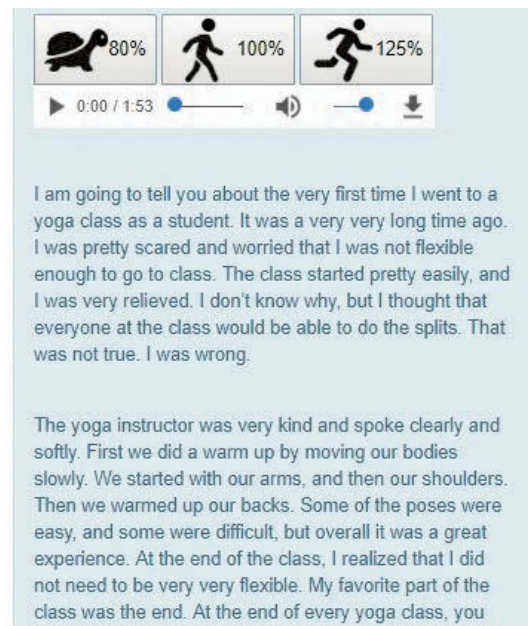 80% 100% 125%
0:00 / 1:53
I am going to tell you about the very first time I went to a
yoga class as a student. It was a very very long time ago.
I was pretty scared and worried that I was not flexible
enough to go to class. The class started pretty easily, and
I was very relieved. I don't know why, but I thought that
everyone at the class would be able to do the splits. That
was not true. I was wrong.
The yoga instructor was very kind and spoke clearly and
softly. First we did a warm up by moving our bodies
slowly. We started with our arms, and then our shoulders.
Then we warmed up our backs. Some of the poses were
easy, and some were difficult, but overall it was a great
experience. At the end of the class, I realized that I did
not need to be very very flexible. My favorite part of the
class was the end. At the end of every yoga class, you